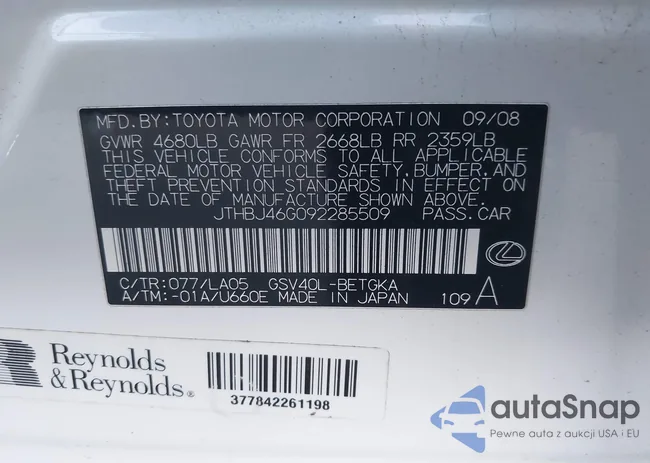 MFD.BY:TOYOTA MOTOR CORPORATION 09/08
GVWR 4680LB GAWR FR 2668LB RR 2359LB
THIS VEHICLE CONFORMS TO ALL APPLICABLE
FEDERAL MOTOR VEHICLE SAFETY,BUMPER,AND
THEFT PREVENTION STANDARDS IN EFFECT ON
THE DATE OF MANUFACTURE SHOWN ABOVE.
JTHBJ46G092285509 PASS.CAR
C/TR:077/LA05 GSV40L-BETGKA
A/TM:-01A/U660E MADE IN JAPAN 109 A
R Reynolds
&Reynolds®
377842261198
autaSnap
Pewne auta z aukcji USA i EU